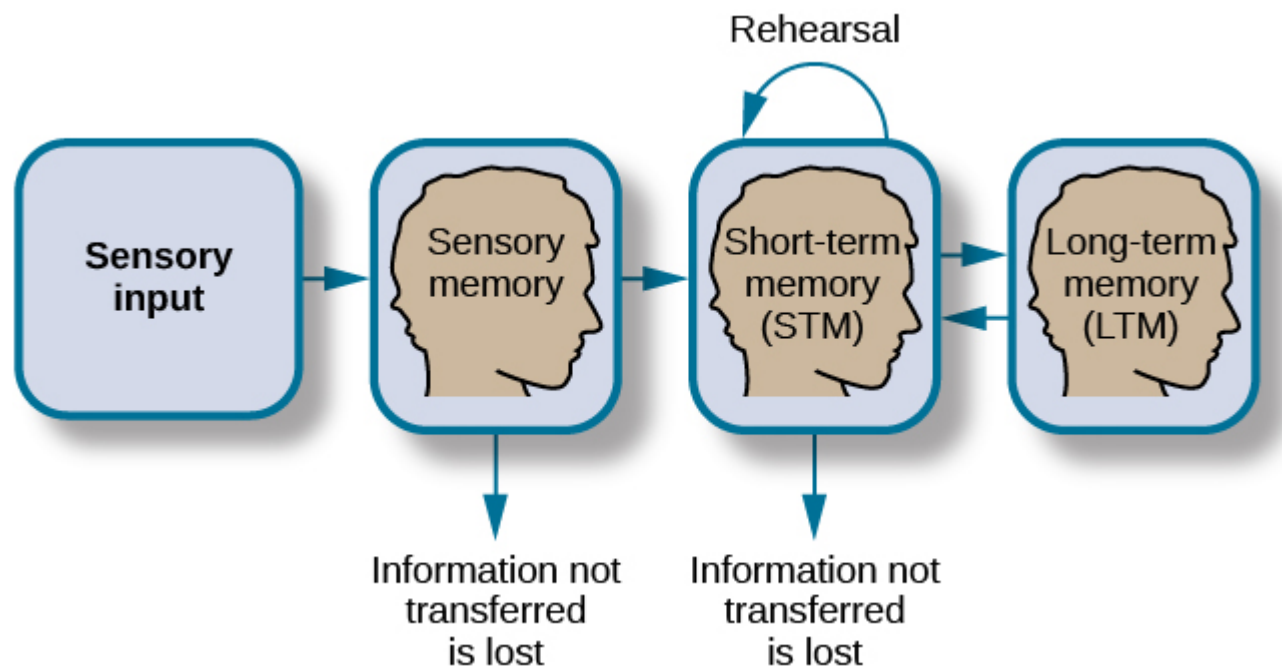 Rehearsal
Sensory
input
Sensory
memory
Short-term
memory
(STM)
Long-term
memory
(LTM)
Information not
transferred
is lost
Information not
transferred
is lost